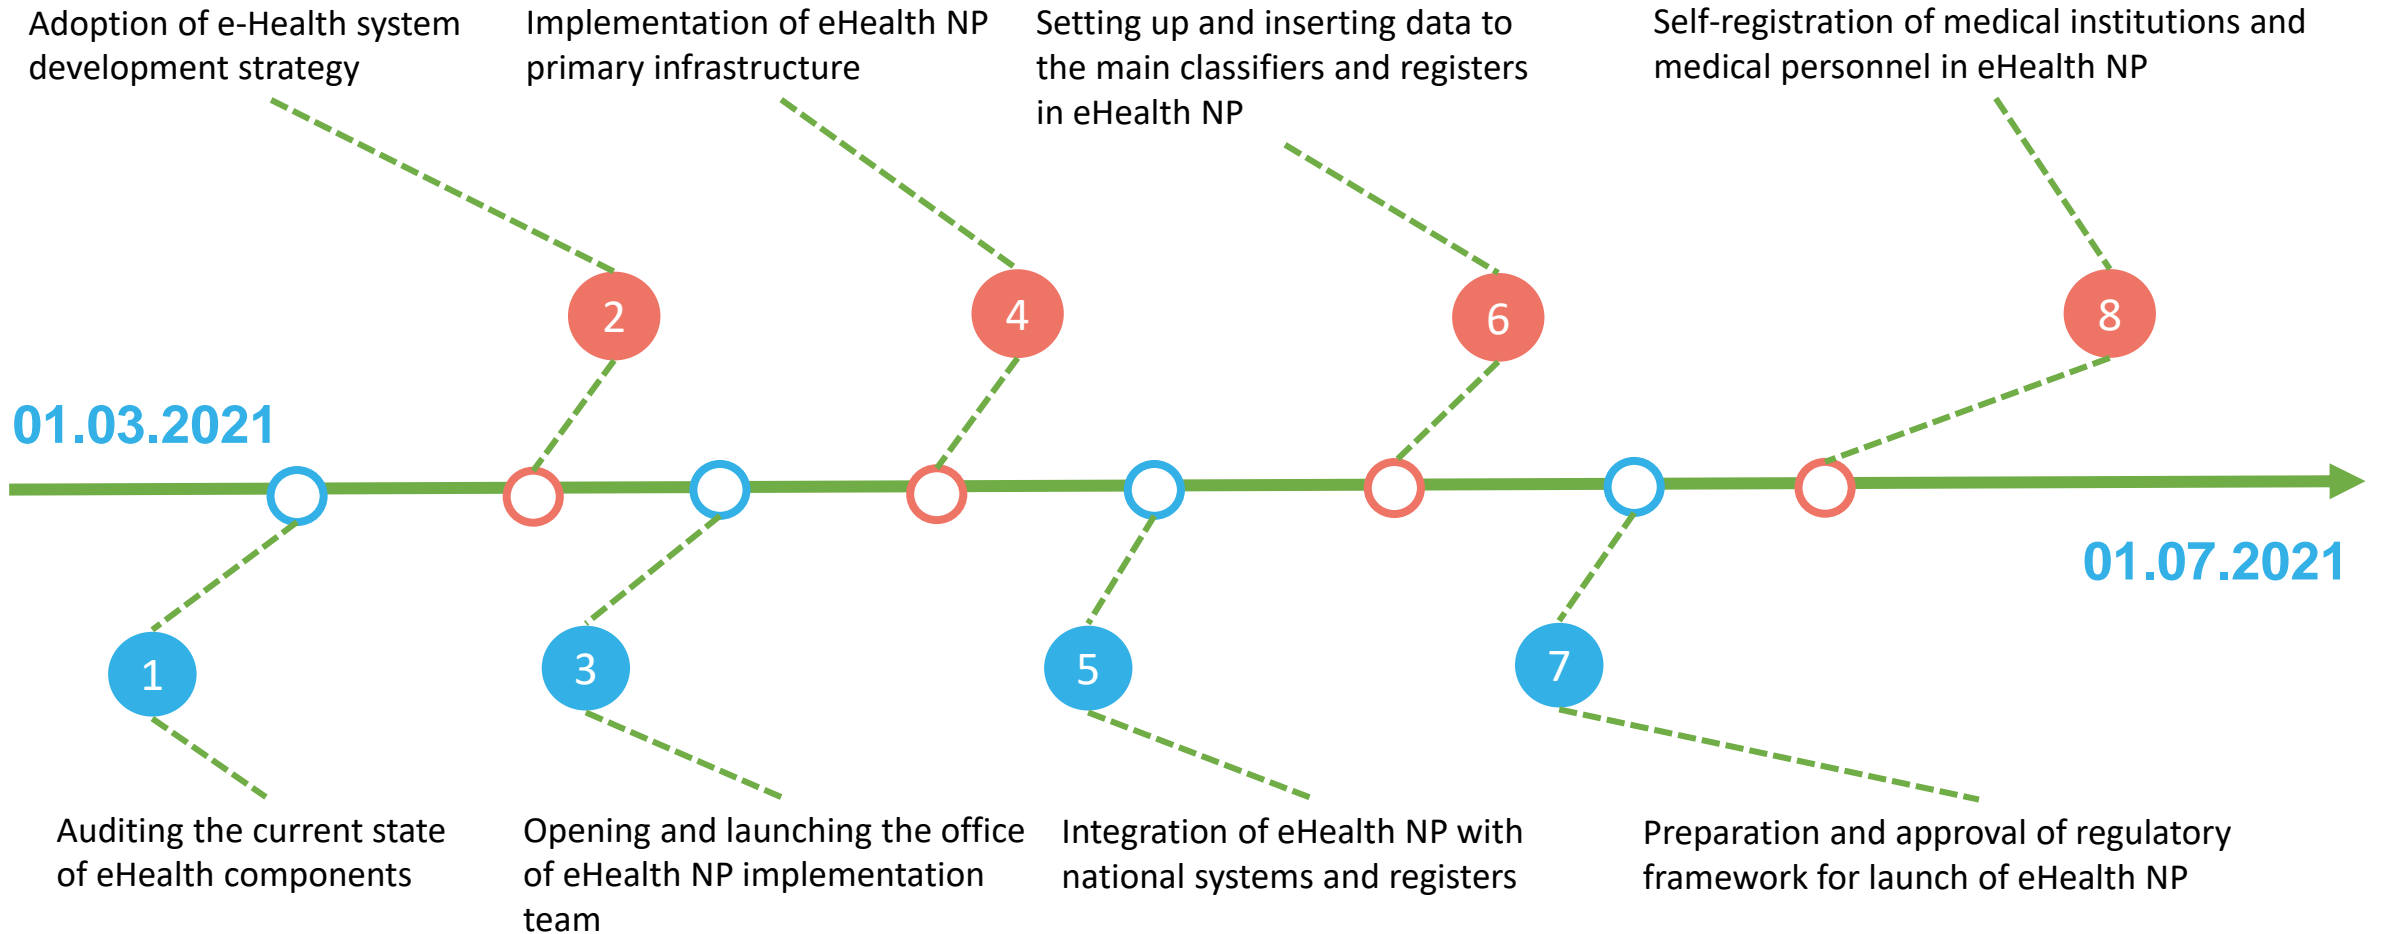 Adoption of e-Health system
development strategy
Implementation of eHealth NP
primary infrastructure
Setting up and inserting data to
the main classifiers and registers
in eHealth NP
Self-registration of medical institutions and
medical personnel in eHealth NP
2
4
6
8
01.03.2021
01.07.2021
1
3
5
7
Auditing the current state
of eHealth components
Opening and launching the office
of eHealth NP implementation
team
Integration of eHealth NP with
national systems and registers
Preparation and approval of regulatory
framework for launch of eHealth NP